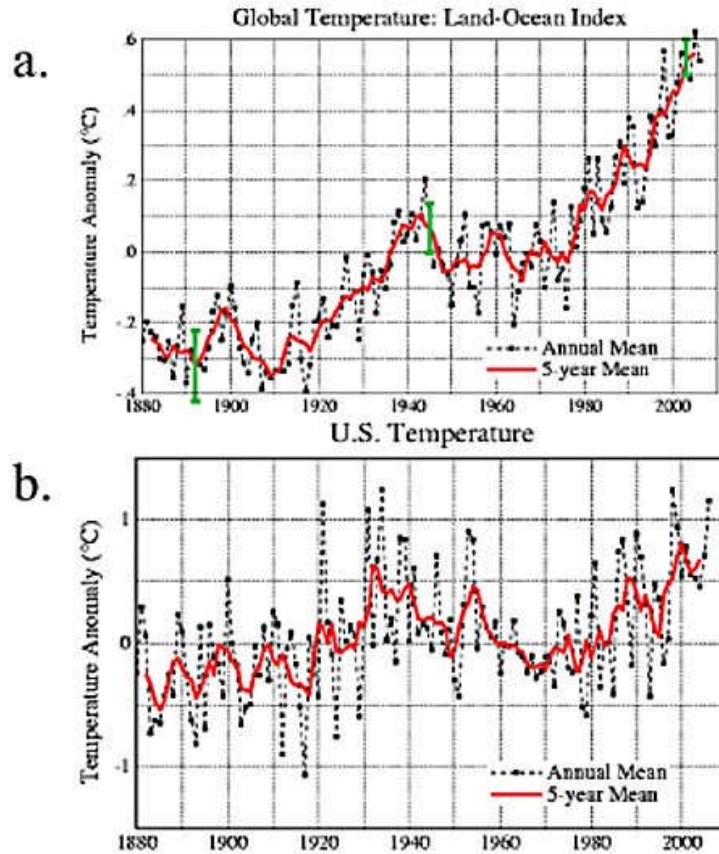 Global Temperature: Land-Ocean Index
a.
.6
.4
.2
.0
-.2
-.4
Temperature Anomaly (°C)
Annual Mean
5-year Mean
1880 1900 1920 1940 1960 1980 2000
U.S. Temperature
b.
1
0
-1
Temperature Anomaly (°C)
Annual Mean
5-year Mean
1880 1900 1920 1940 1960 1980 2000